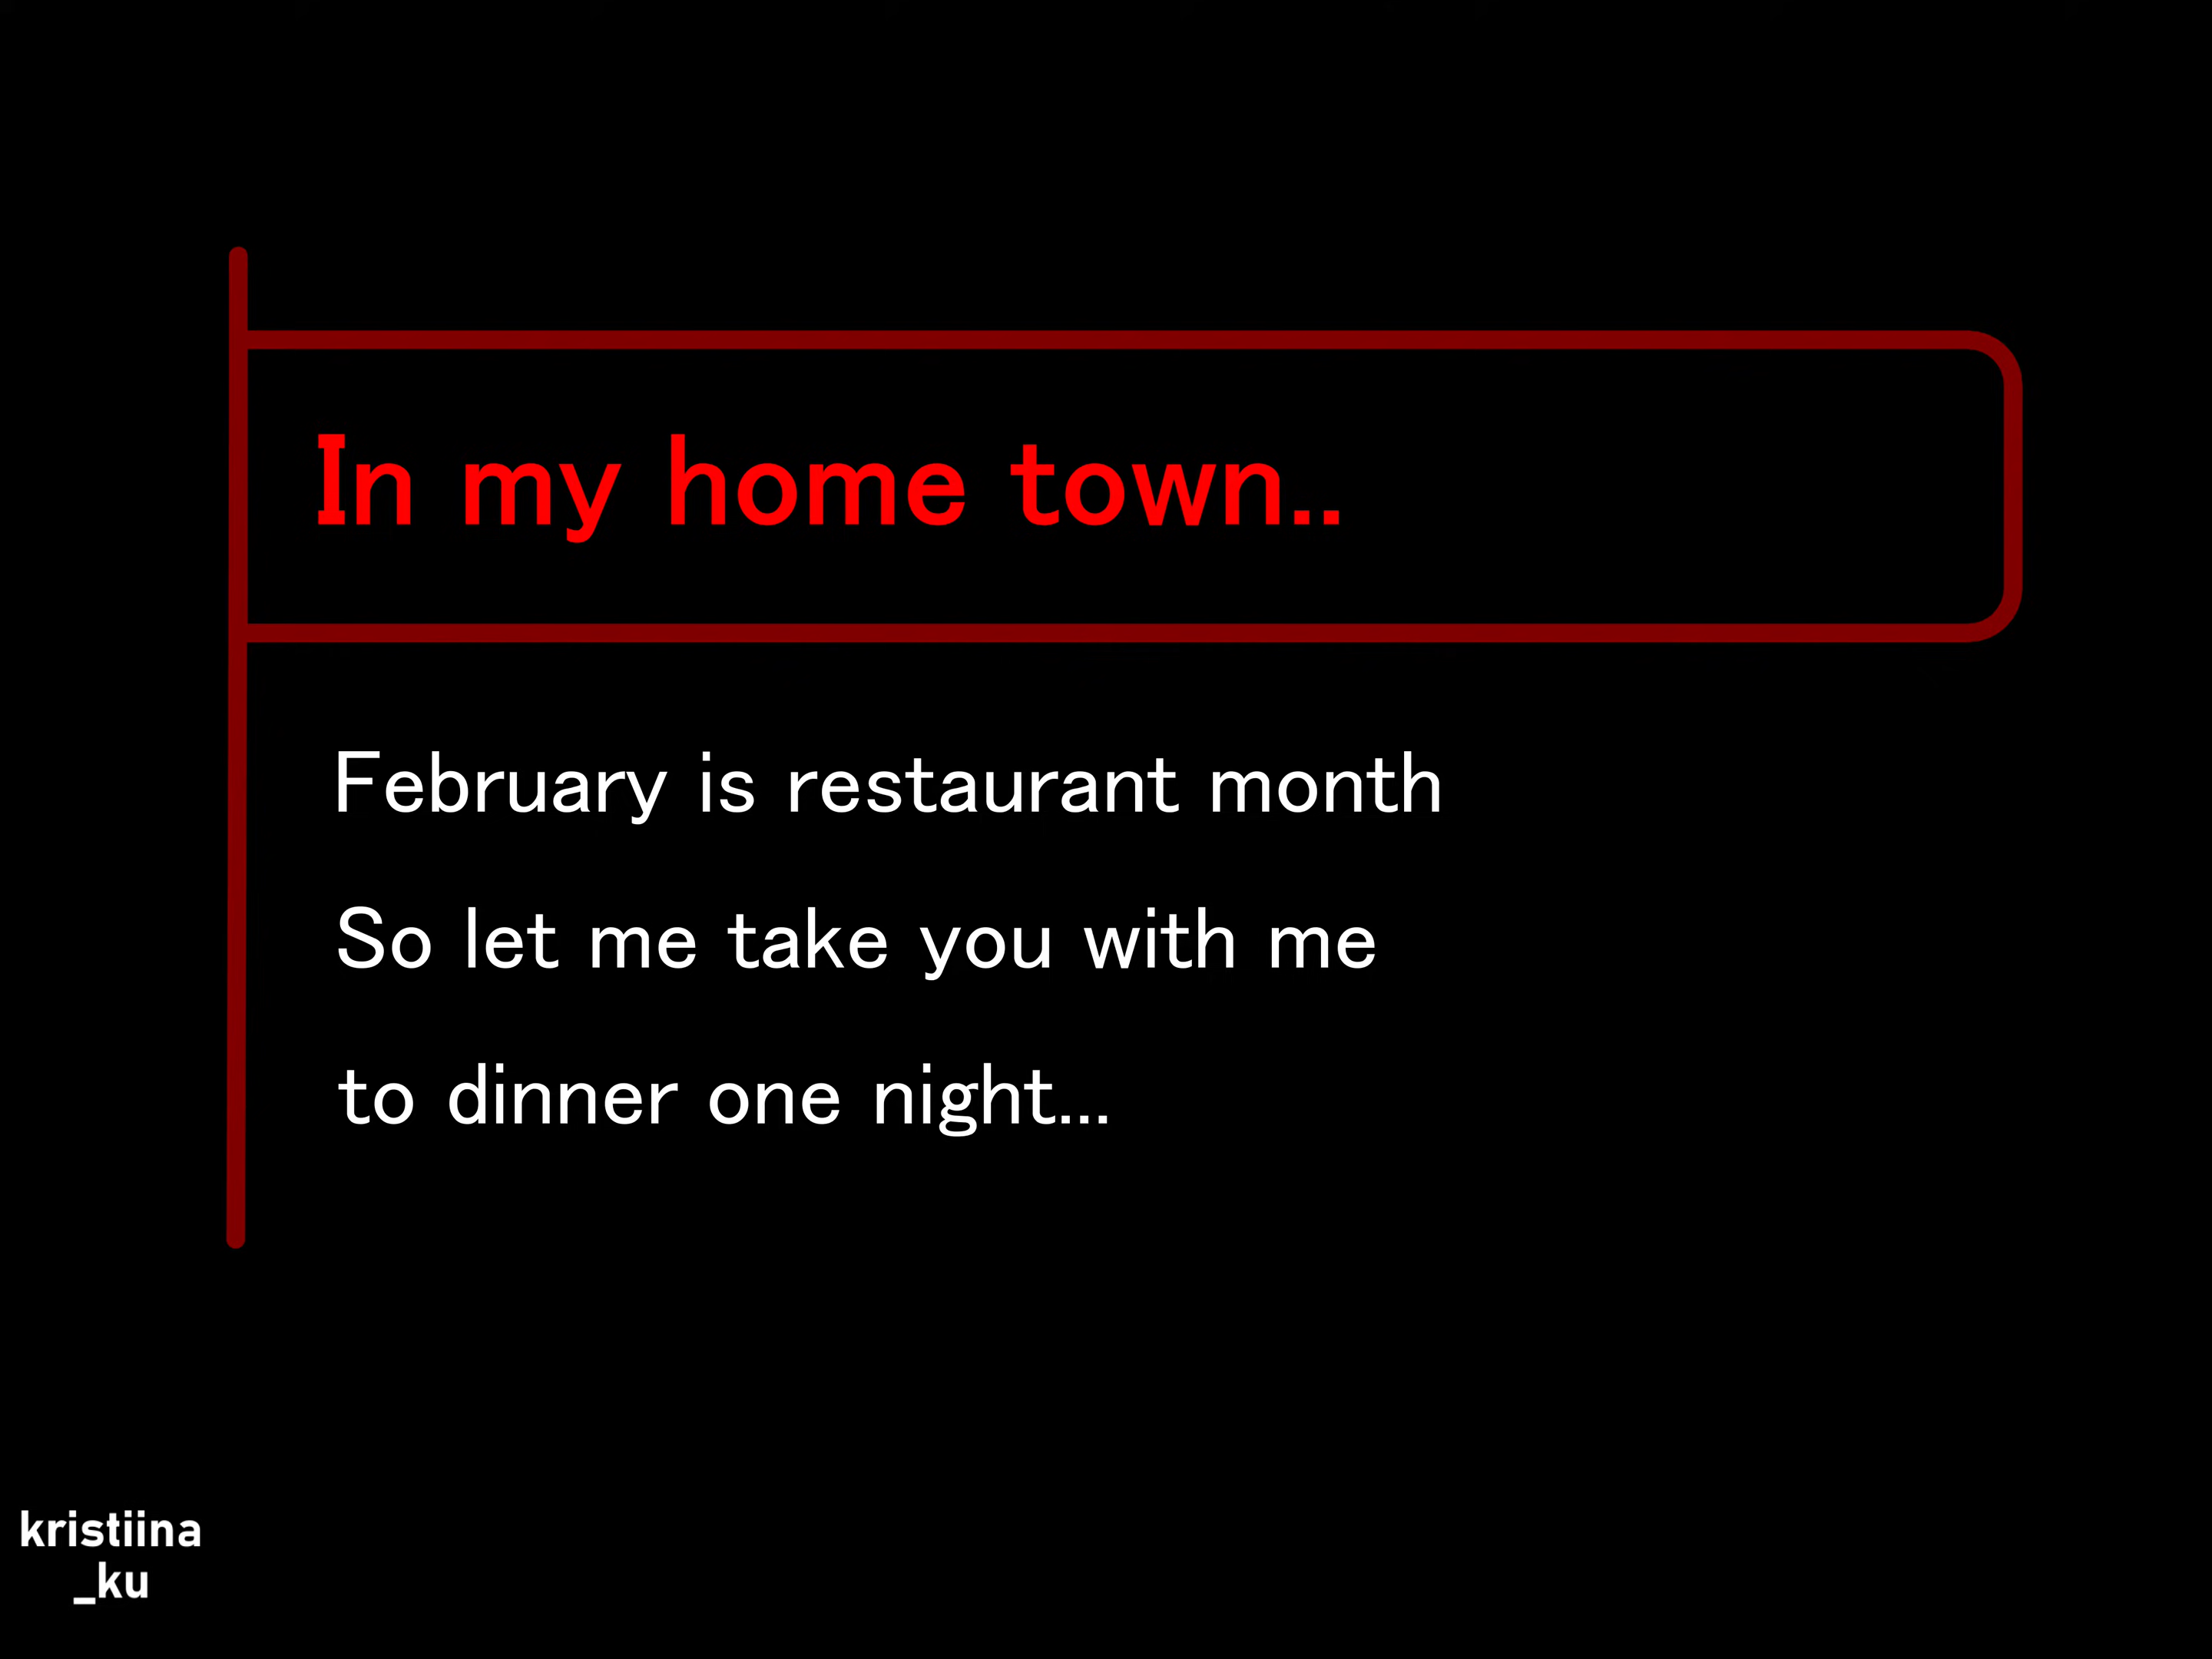 In my home town..
February is restaurant month
So let me take you with me
to dinner one night...
kristiina
_ku